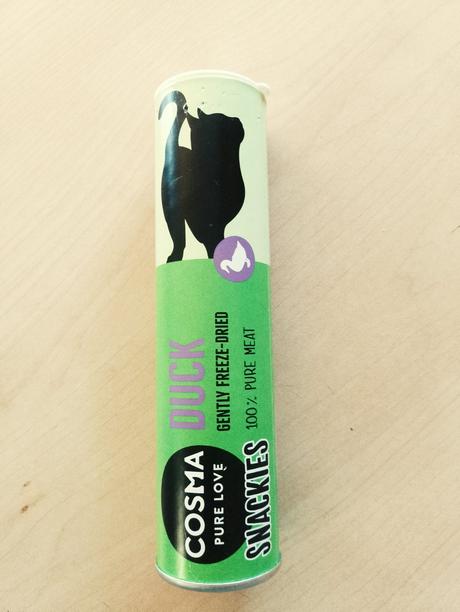 COSMA
PURE LOVE
SNACKIES
DUCK
GENTLY FREEZE-DRIED
100% PURE MEAT